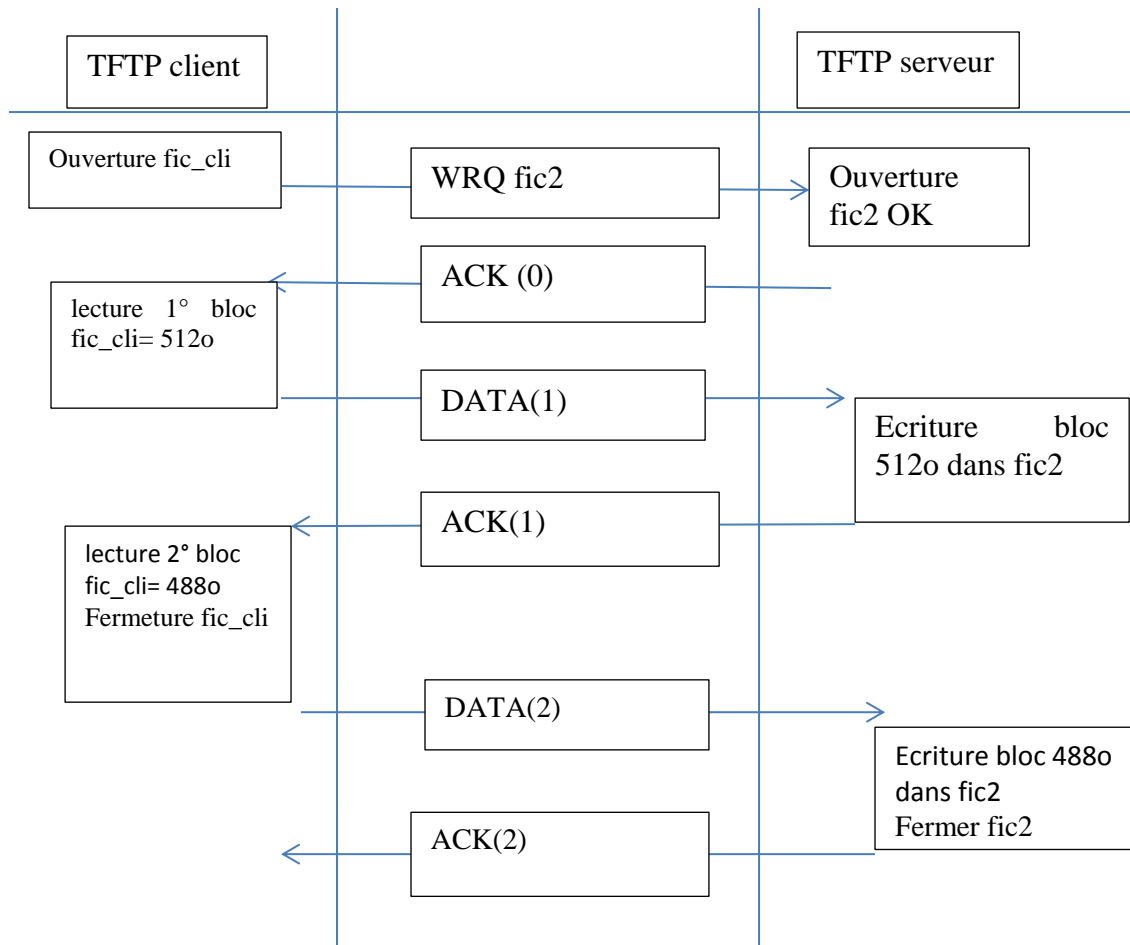 TFTP client
TFTP serveur
Ouverture fic_cli
WRQ fic2
Ouverture
fic2 OK
ACK (0)
lecture 1° bloc
fic_cli= 512o
DATA(1)
Ecriture bloc
512o dans fic2
ACK(1)
lecture 2° bloc
fic_cli= 488o
Fermeture fic_cli
DATA(2)
Ecriture bloc 488o
dans fic2
Fermer fic2
ACK(2)